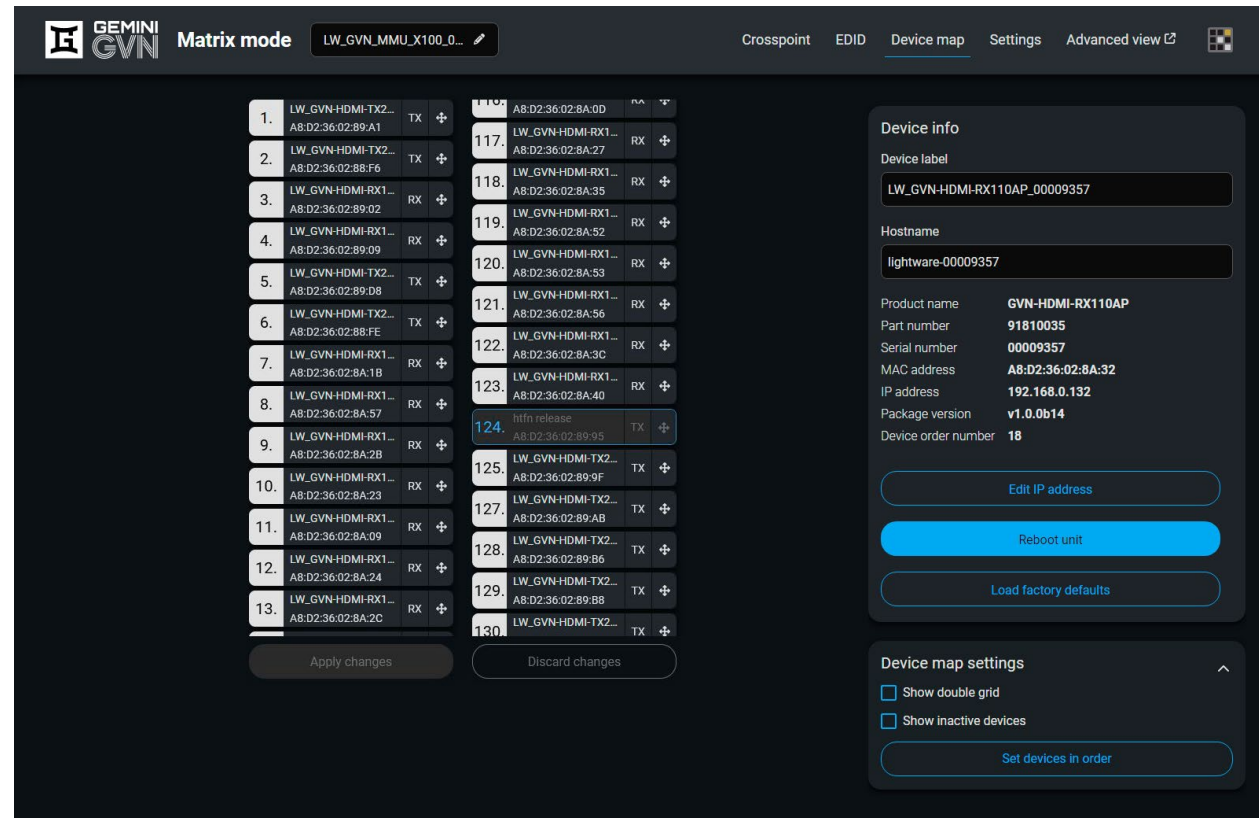 GEMINI
GVN
Matrix mode
LW_GVN_MMU_X100_0...
Crosspoint
EDID
Device map
Settings
Advanced view
1.
LW_GVN-HDMI-TX2...
A8:D2:36:02:89:A1
TX
2.
LW_GVN-HDMI-TX2...
A8:D2:36:02:88:F6
TX
3.
LW_GVN-HDMI-RX1...
A8:D2:36:02:89:02
RX
4.
LW_GVN-HDMI-RX1...
A8:D2:36:02:89:09
RX
5.
LW_GVN-HDMI-TX2...
A8:D2:36:02:89:D8
TX
6.
LW_GVN-HDMI-TX2...
A8:D2:36:02:88:FE
TX
7.
LW_GVN-HDMI-RX1...
A8:D2:36:02:8A:1B
RX
8.
LW_GVN-HDMI-RX1...
A8:D2:36:02:8A:57
RX
9.
LW_GVN-HDMI-RX1...
A8:D2:36:02:8A:2B
RX
10.
LW_GVN-HDMI-RX1...
A8:D2:36:02:8A:23
RX
11.
LW_GVN-HDMI-RX1...
A8:D2:36:02:8A:09
RX
12.
LW_GVN-HDMI-RX1...
A8:D2:36:02:8A:24
RX
13.
LW_GVN-HDMI-RX1...
A8:D2:36:02:8A:2C
RX
Apply changes
116.
A8:D2:36:02:8A:0D
RX
117.
LW_GVN-HDMI-RX1...
A8:D2:36:02:8A:27
RX
118.
LW_GVN-HDMI-RX1...
A8:D2:36:02:8A:35
RX
119.
LW_GVN-HDMI-RX1...
A8:D2:36:02:8A:52
RX
120.
LW_GVN-HDMI-RX1...
A8:D2:36:02:8A:53
RX
121.
LW_GVN-HDMI-RX1...
A8:D2:36:02:8A:56
RX
122.
LW_GVN-HDMI-RX1...
A8:D2:36:02:8A:3C
RX
123.
LW_GVN-HDMI-RX1...
A8:D2:36:02:8A:40
RX
124.
htfn release
A8:D2:36:02:89:95
TX
125.
LW_GVN-HDMI-TX2...
A8:D2:36:02:89:9F
TX
127.
LW_GVN-HDMI-TX2...
A8:D2:36:02:89:AB
TX
128.
LW_GVN-HDMI-TX2...
A8:D2:36:02:89:B6
TX
129.
LW_GVN-HDMI-TX2...
A8:D2:36:02:89:B8
TX
130.
LW_GVN-HDMI-TX2...
TX
Discard changes
Device info
Device label
LW_GVN-HDMI-RX110AP_00009357
Hostname
lightware-00009357
Product name GVN-HDMI-RX110AP
Part number 91810035
Serial number 00009357
MAC address A8:D2:36:02:8A:32
IP address 192.168.0.132
Package version v1.0.0b14
Device order number 18
Edit IP address
Reboot unit
Load factory defaults
Device map settings
Show double grid
Show inactive devices
Set devices in order